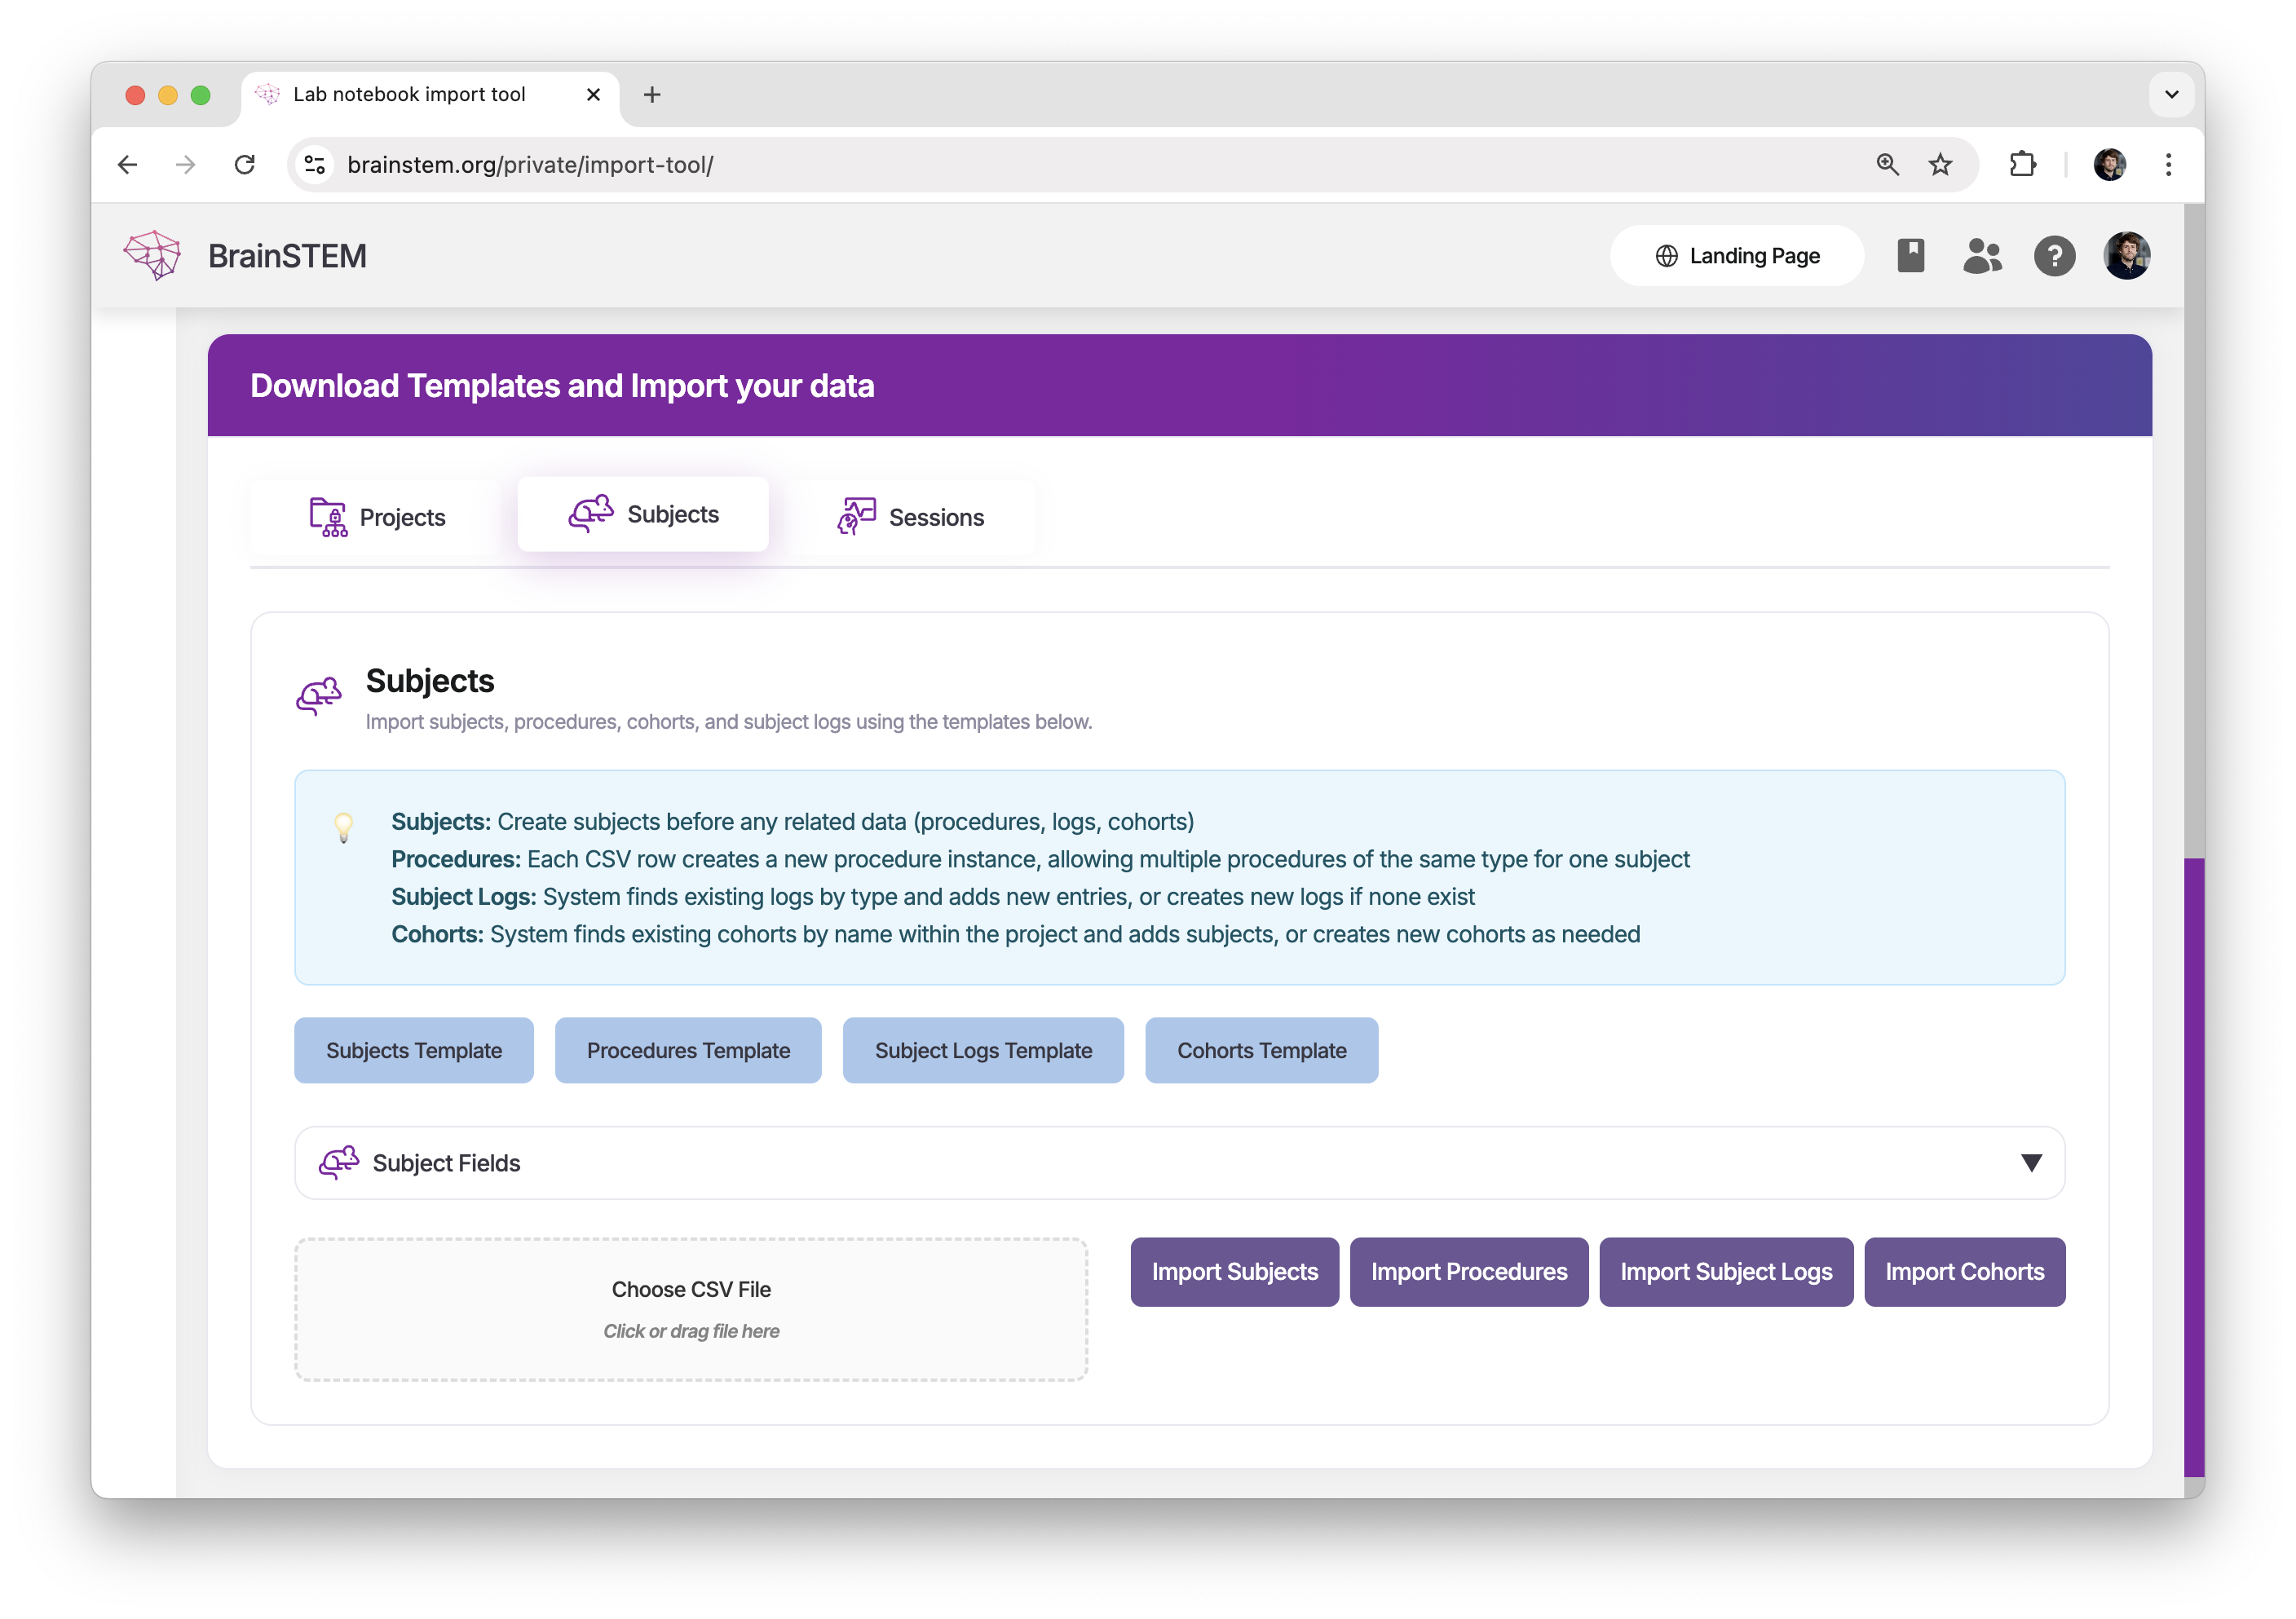 Lab notebook import tool
brainstem.org/private/import-tool/
BrainSTEM
Landing Page
Download Templates and Import your data
Projects
Subjects
Sessions
Subjects
Import subjects, procedures, cohorts, and subject logs using the templates below.
Subjects: Create subjects before any related data (procedures, logs, cohorts)
Procedures: Each CSV row creates a new procedure instance, allowing multiple procedures of the same type for one subject
Subject Logs: System finds existing logs by type and adds new entries, or creates new logs if none exist
Cohorts: System finds existing cohorts by name within the project and adds subjects, or creates new cohorts as needed
Subjects Template
Procedures Template
Subject Logs Template
Cohorts Template
Subject Fields
Choose CSV File
Click or drag file here
Import Subjects
Import Procedures
Import Subject Logs
Import Cohorts